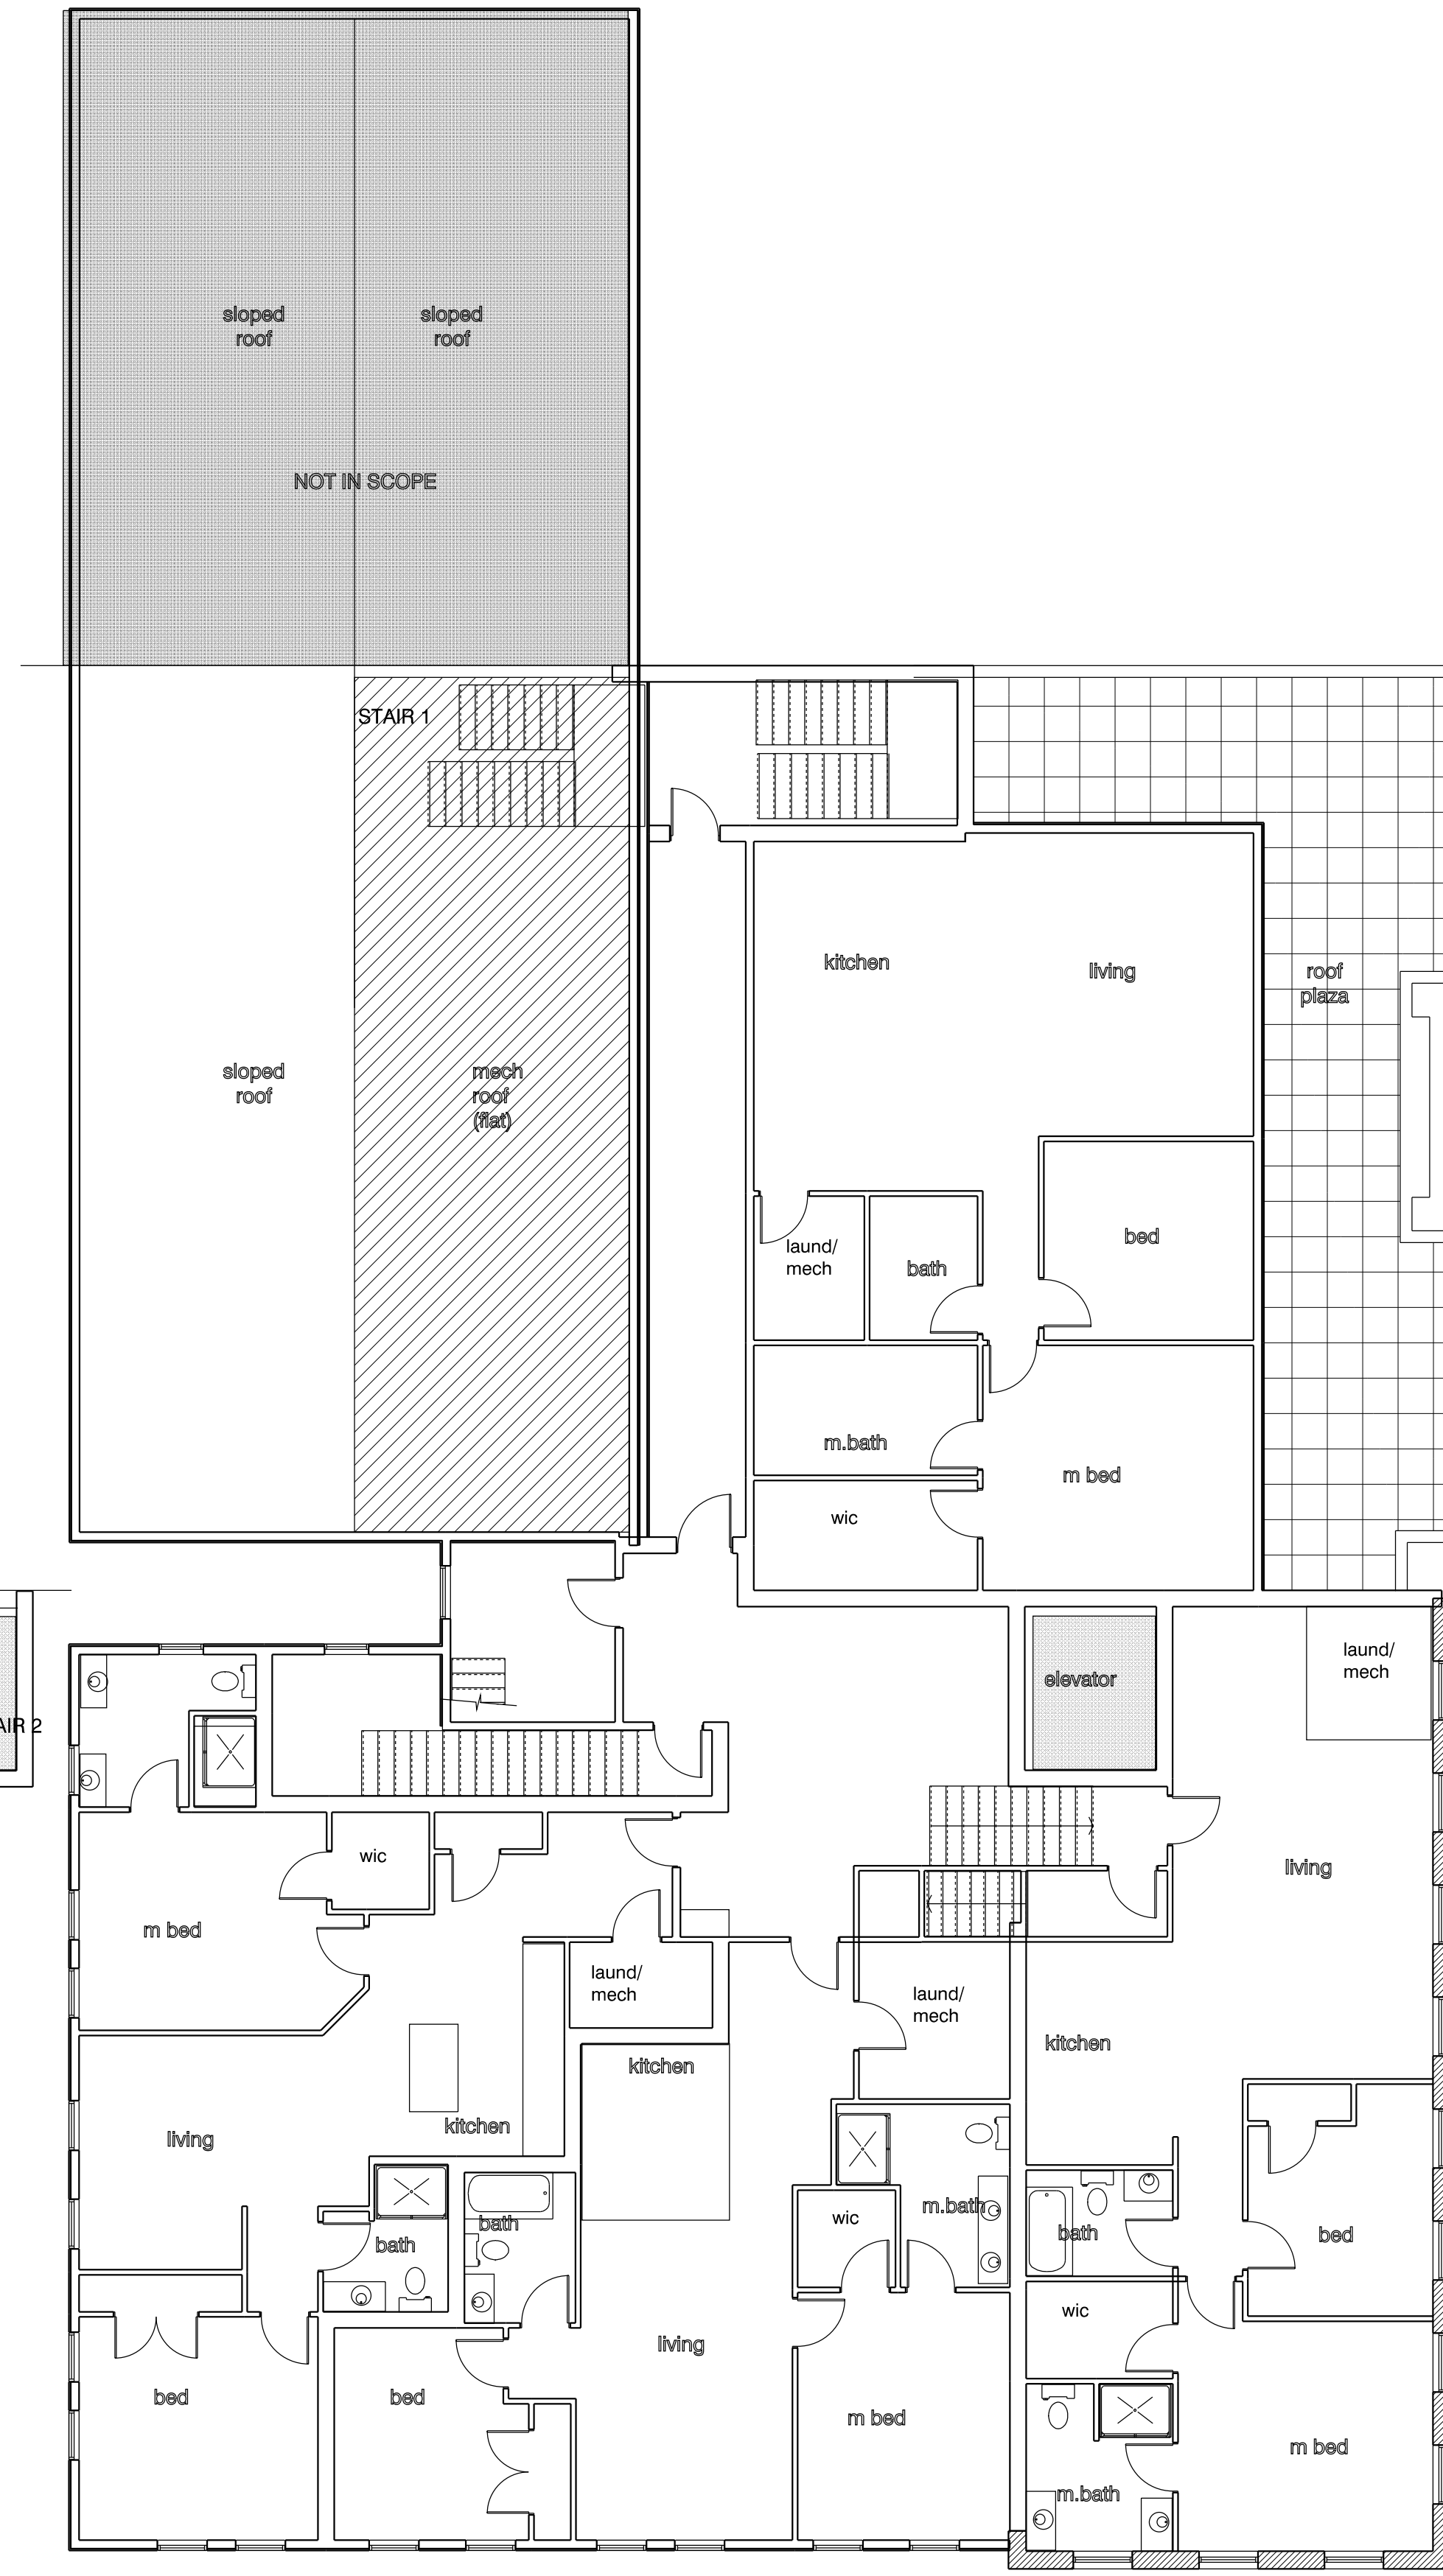 sloped
roof
sloped
roof
NOT IN SCOPE
STAIR 1
kitchen
living
roof
plaza
sloped
roof
mech
roof
(flat)
bed
laund/
mech
bath
m.bath
m bed
wic
elevator
laund/
mech
AIR 2
wic
living
m bed
laund/
mech
laund/
mech
kitchen
kitchen
kitchen
living
wic
m.bath
bath
bath
bath
bed
wic
living
bed
bed
m bed
m bed
m.bath